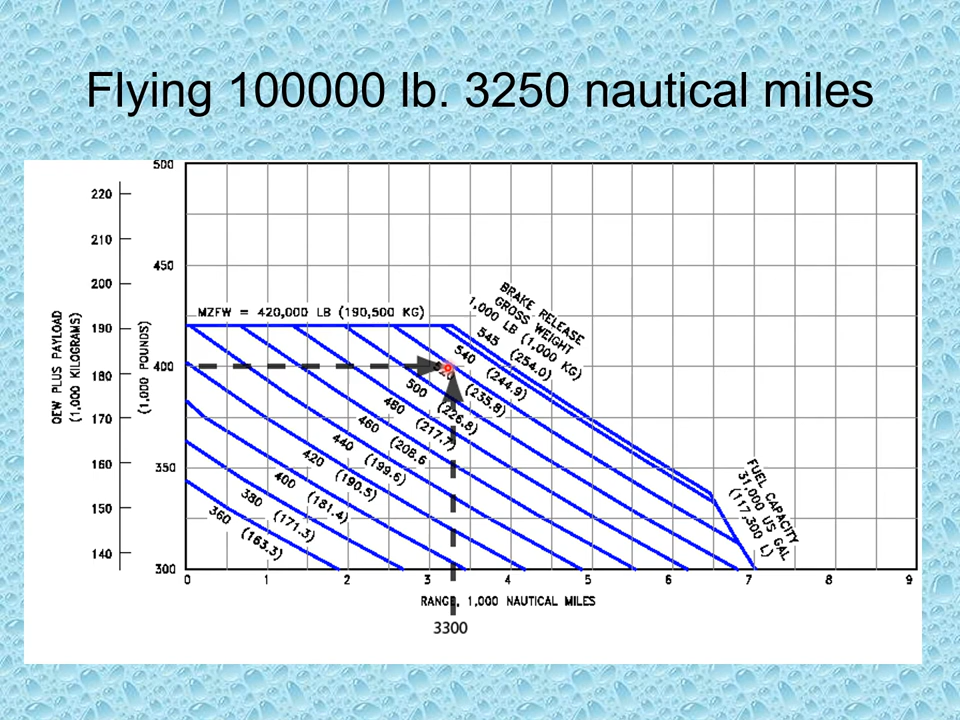 Flying 100000 lb. 3250 nautical miles
OEW PLUS PAYLOAD
(1,000 KILOGRAMS)
220
210
200
190
180
170
160
150
140
(1,000 POUNDS)
500
450
400
350
300
MZFW = 420,000 LB (190,500 KG)
BRAKE RELEASE
GROSS WEIGHT
1,000 LB (1,000 KG)
545 (254.0)
540 (244.9)
(235.8)
500 (226.8)
480 (217.7)
460 (208.6
440 (199.6)
420 (190.5)
400 (181.4)
380 (171.3)
360 (163.3)
FUEL CAPACITY
31,000 US GAL
(117,300 L)
0 1 2 3 4 5 6 7 8 9
RANGE, 1,000 NAUTICAL MILES
3300